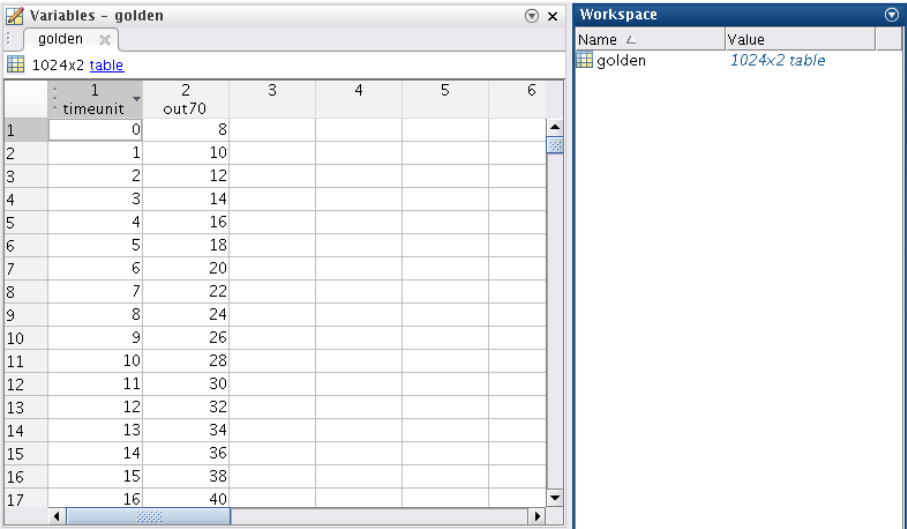 Variables - golden
golden
1024x2 table
1 2 3 4 5 6
timeunit out70
1 0 8
2 1 10
3 2 12
4 3 14
5 4 16
6 5 18
7 6 20
8 7 22
9 8 24
10 9 26
11 10 28
12 11 30
13 12 32
14 13 34
15 14 36
16 15 38
17 16 40
Workspace
Name Value
golden 1024x2 table